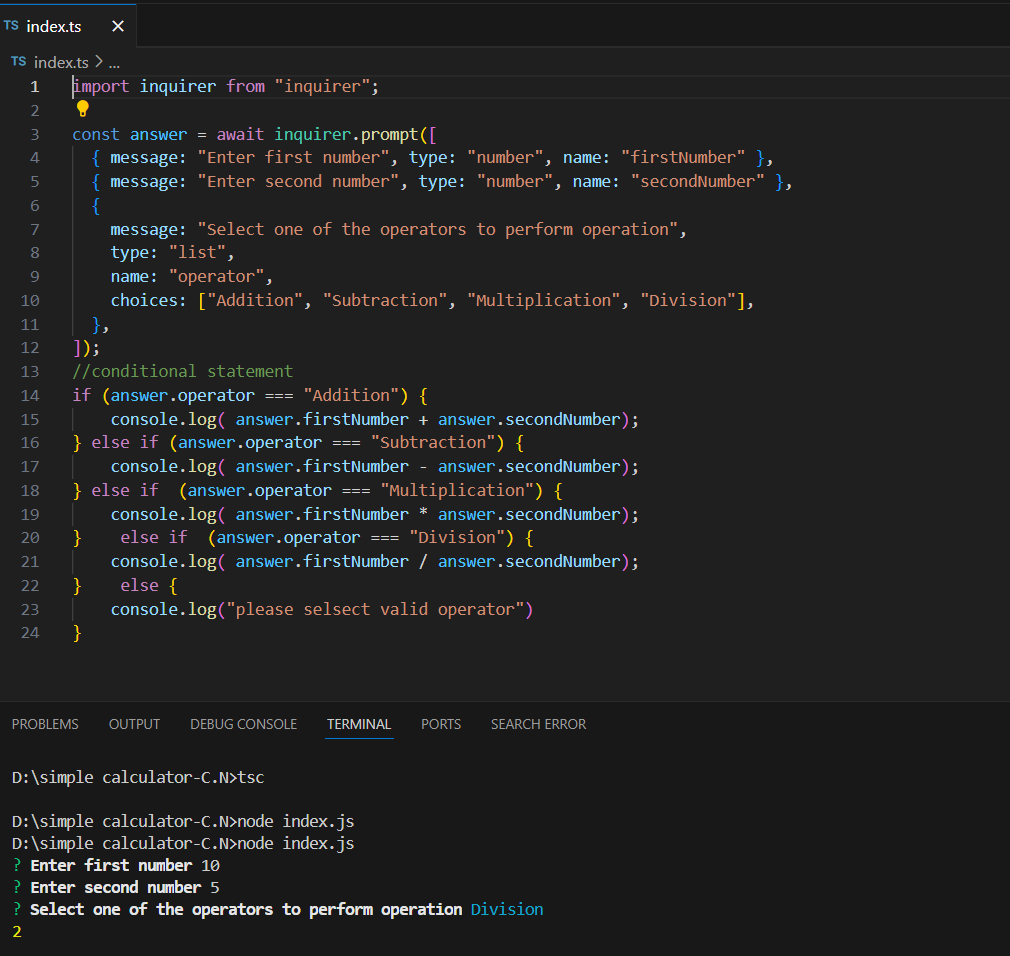 TS index.ts ×
TS index.ts > ...
1 import inquirer from "inquirer";
2
3 const answer = await inquirer.prompt([
4   { message: "Enter first number", type: "number", name: "firstNumber" },
5   { message: "Enter second number", type: "number", name: "secondNumber" },
6   {
7     message: "Select one of the operators to perform operation",
8     type: "list",
9     name: "operator",
10     choices: ["Addition", "Subtraction", "Multiplication", "Division"],
11   },
12 ]);
13 //conditional statement
14 if (answer.operator === "Addition") {
15     console.log( answer.firstNumber + answer.secondNumber);
16 } else if (answer.operator === "Subtraction") {
17     console.log( answer.firstNumber - answer.secondNumber);
18 } else if  (answer.operator === "Multiplication") {
19     console.log( answer.firstNumber * answer.secondNumber);
20 }    else if  (answer.operator === "Division") {
21     console.log( answer.firstNumber / answer.secondNumber);
22 }    else {
23     console.log("please selsect valid operator")
24 }
PROBLEMS OUTPUT DEBUG CONSOLE TERMINAL PORTS SEARCH ERROR
D:\simple calculator-C.N>tsc
D:\simple calculator-C.N>node index.js
D:\simple calculator-C.N>node index.js
? Enter first number 10
? Enter second number 5
? Select one of the operators to perform operation Division
2